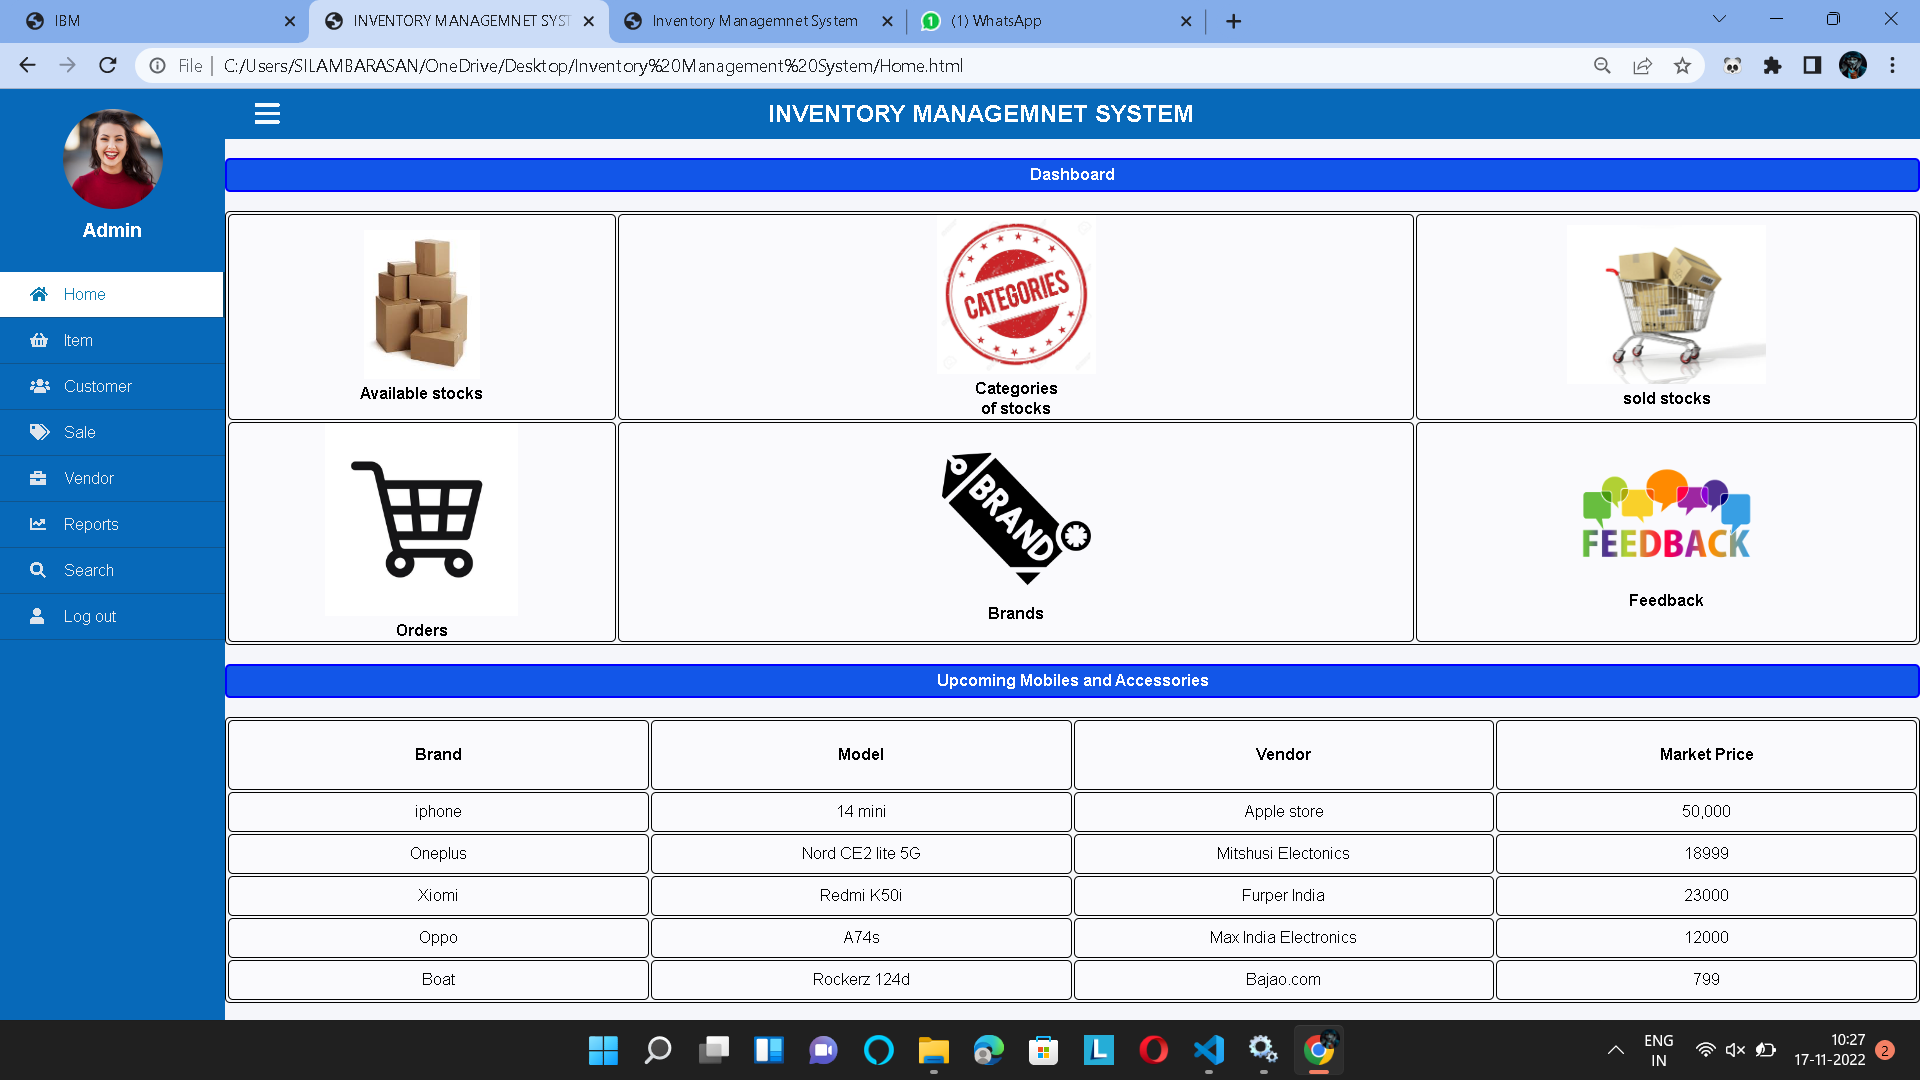 IBM
INVENTORY MANAGEMNET SYST
Inventory Managemnet System
1 (1) WhatsApp
File
C:/Users/SILAMBARASAN/OneDrive/Desktop/Inventory%20Management%20System/Home.html
INVENTORY MANAGEMNET SYSTEM
Admin
Home
Item
Customer
Sale
Vendor
Reports
Search
Log out
Dashboard
CATEGORIES
Available stocks
Categories
of stocks
sold stocks
BRAND
FEEDBACK
Orders
Brands
Feedback
Upcoming Mobiles and Accessories
Brand Model Vendor Market Price
iphone 14 mini Apple store 50,000
Oneplus Nord CE2 lite 5G Mitshusi Electonics 18999
Xiomi Redmi K50i Furper India 23000
Oppo A74s Max India Electronics 12000
Boat Rockerz 124d Bajao.com 799
L
ENG
IN
10:27
17-11-2022
2